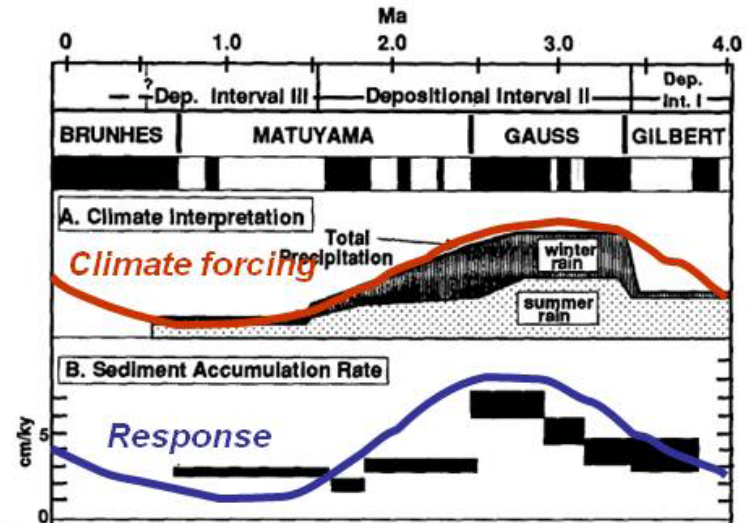 Ma
0 1.0 2.0 3.0 4.0
? Dep. Interval III Depositional Interval II Dep. Int. I
BRUNHES MATUYAMA GAUSS GILBERT
A. Climate Interpretation
Total Precipitation
Climate forcing
winter rain
summer rain
B. Sediment Accumulation Rate
Response
cm/ky
5
0